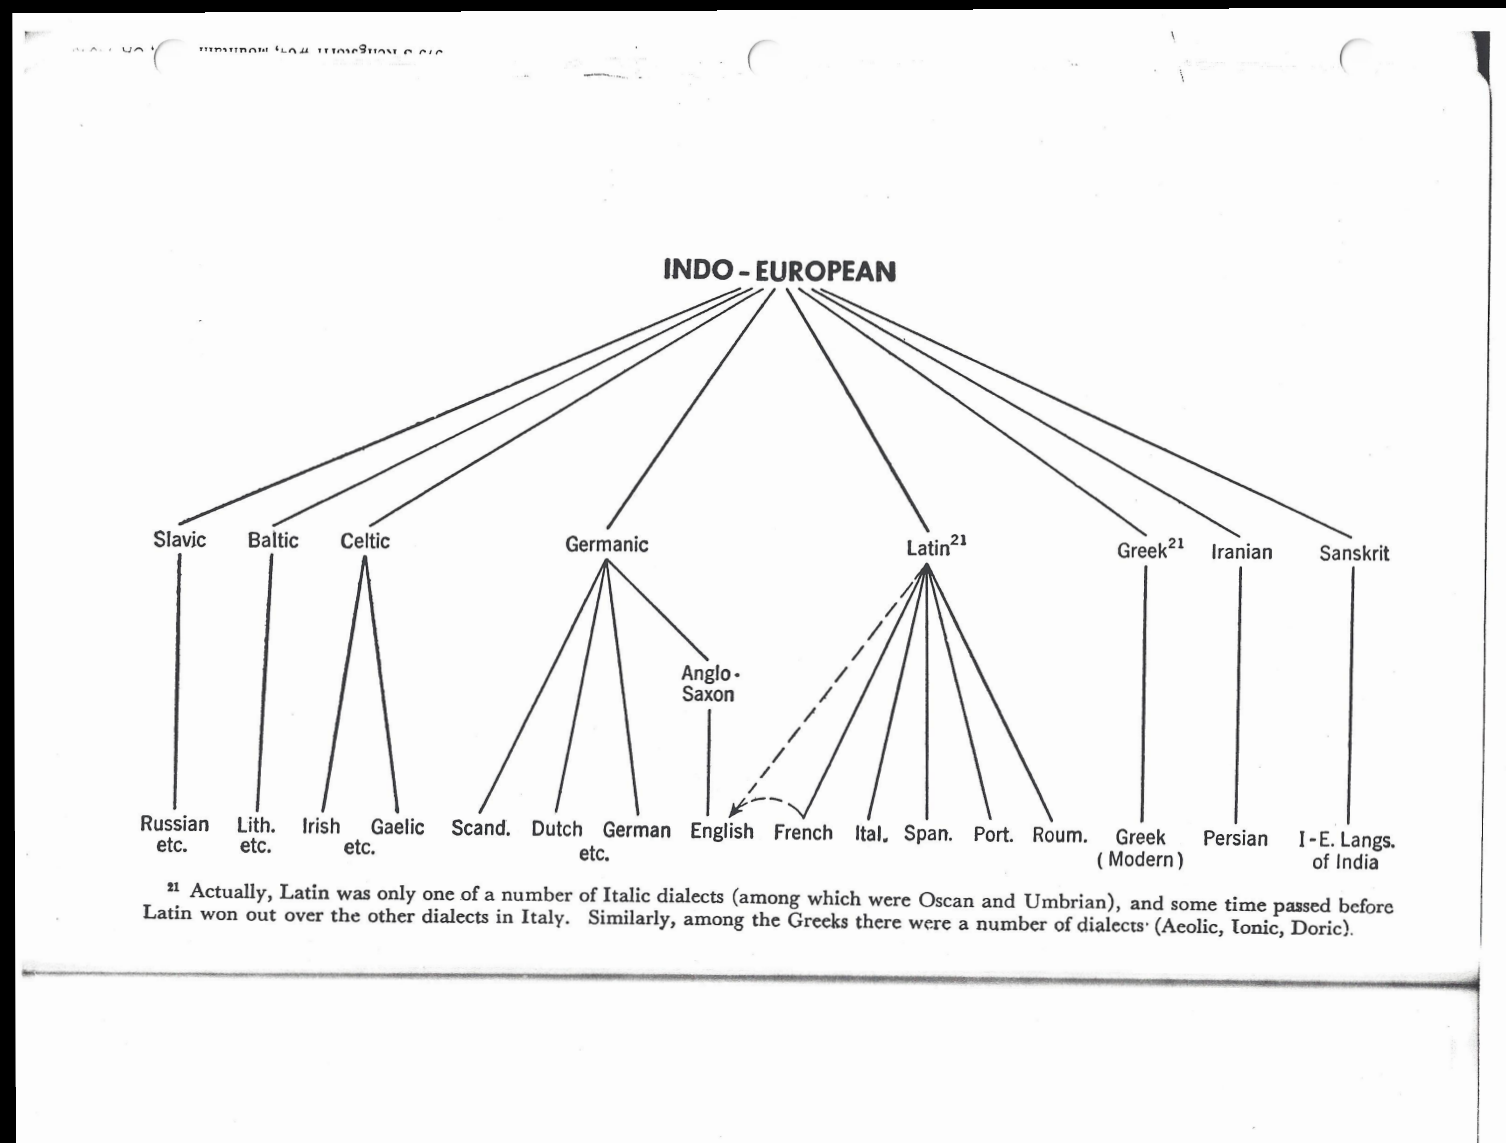 INDO - EUROPEAN
Slavic Baltic Celtic Germanic Latin21 Greek21 Iranian Sanskrit
Anglo-
Saxon
Russian Lith. Irish Gaelic Scand. Dutch German English French Ital. Span. Port. Roum. Greek Persian I-E. Langs.
etc. etc. etc. etc. (Modern) of India
21 Actually, Latin was only one of a number of Italic dialects (among which were Oscan and Umbrian), and some time passed before
Latin won out over the other dialects in Italy. Similarly, among the Greeks there were a number of dialects (Aeolic, Ionic, Doric).